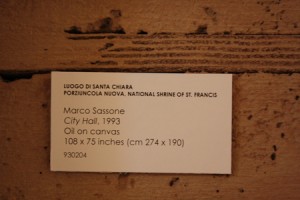 LUOGO DI SANTA CHIARA
PORZIUNCOLA NUOVA, NATIONAL SHRINE OF ST. FRANCIS
Marco Sassone
City Hall, 1993
Oil on canvas
108 x 75 inches (cm 274 x 190)
930204